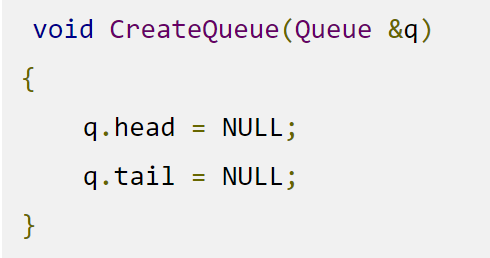 void CreateQueue(Queue &q)
{
    q.head = NULL;
    q.tail = NULL;
}